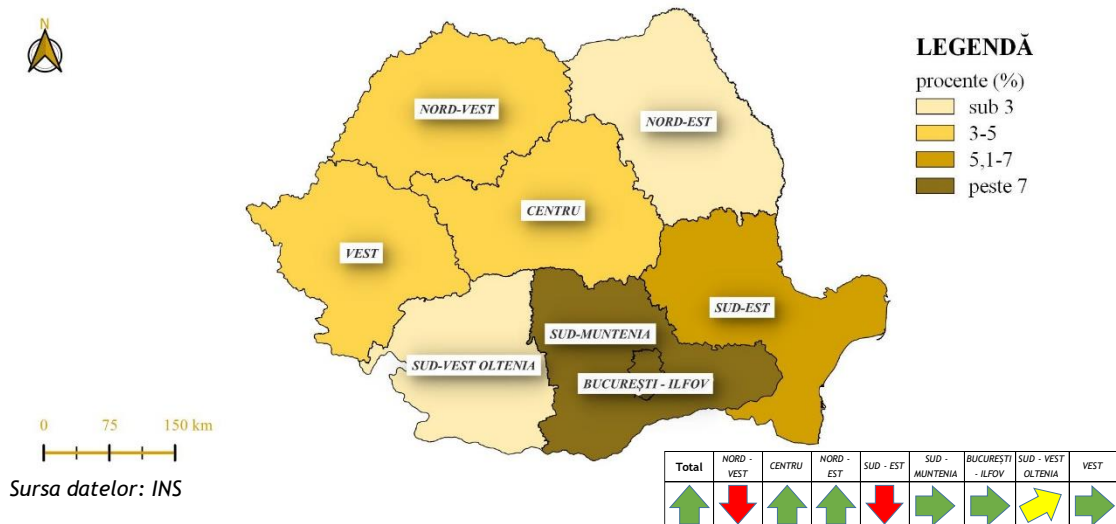 N
LEGENDĂ
procente (%)
sub 3
3-5
5,1-7
peste 7
NORD-VEST
NORD-EST
CENTRU
VEST
SUD-EST
SUD-MUNTENIA
SUD-VEST OLTENIA
BUCUREȘTI - ILFOV
0 75 150 km
Sursa datelor: INS
Total
NORD -
VEST
CENTRU
NORD -
EST
SUD - EST
SUD -
MUNTENIA
BUCUREȘTI
- ILFOV
SUD - VEST
OLTENIA
VEST